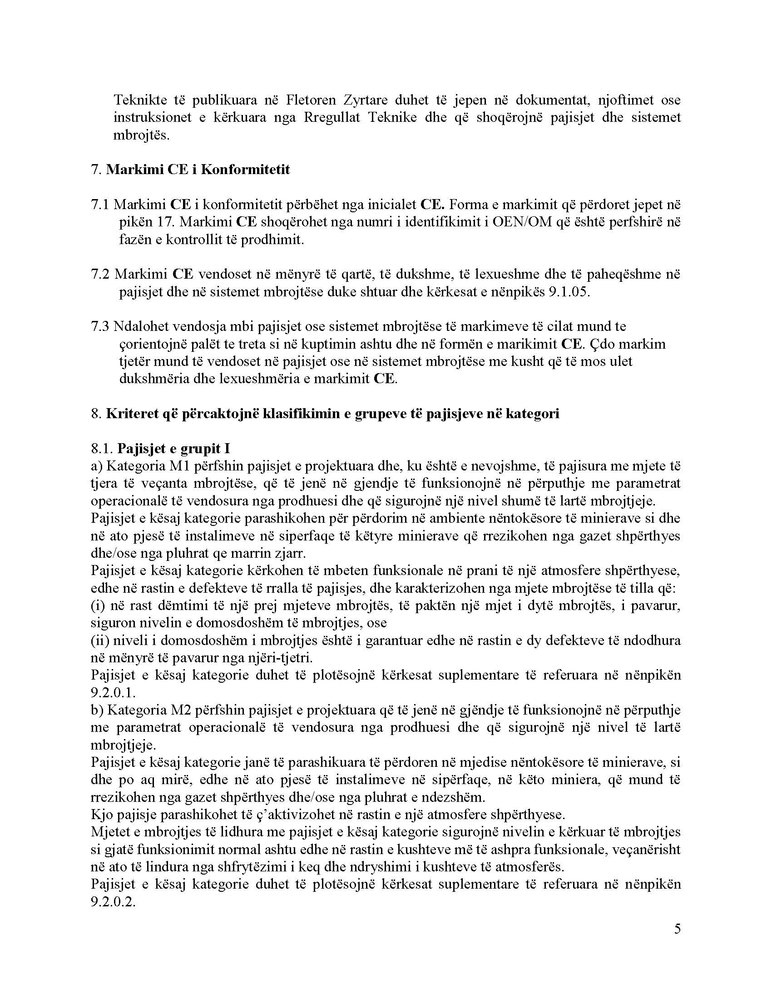 Teknikte të publikuara në Fletoren Zyrtare duhet të jepen në dokumentat, njoftimet ose
instruksionet e kërkuara nga Rregullat Teknike dhe që shoqërojnë pajisjet dhe sistemet
mbrojtës.
7. Markimi CE i Konformitetit
7.1 Markimi CE i konformitetit përbëhet nga inicialet CE. Forma e markimit që përdoret jepet në
pikën 17. Markimi CE shoqërohet nga numri i identifikimit i OEN/OM që është perfshirë në
fazën e kontrollit të prodhimit.
7.2 Markimi CE vendoset në mënyrë të qartë, të dukshme, të lexueshme dhe të paheqëshme në
pajisjet dhe në sistemet mbrojtëse duke shtuar dhe kërkesat e nënpikës 9.1.05.
7.3 Ndalohet vendosja mbi pajisjet ose sistemet mbrojtëse të markimeve të cilat mund te
çorientojnë palët te treta si në kuptimin ashtu dhe në formën e marikimit CE. Çdo markim
tjetër mund të vendoset në pajisjet ose në sistemet mbrojtëse me kusht që të mos ulet
dukshmëria dhe lexueshmëria e markimit CE.
8. Kriteret që përcaktojnë klasifikimin e grupeve të pajisjeve në kategori
8.1. Pajisjet e grupit I
a) Kategoria M1 përfshin pajisjet e projektuara dhe, ku është e nevojshme, të pajisura me mjete të
tjera të veçanta mbrojtëse, që të jenë në gjendje të funksionojnë në përputhje me parametrat
operacionalë të vendosura nga prodhuesi dhe që sigurojnë një nivel shumë të lartë mbrojtjeje.
Pajisjet e kësaj kategorie parashikohen për përdorim në ambiente nëntokësore të minierave si dhe
në ato pjesë të instalimeve në siperfaqe të këtyre minierave që rrezikohen nga gazet shpërthyes
dhe/ose nga pluhrat qe marrin zjarr.
Pajisjet e kësaj kategorie kërkohen të mbeten funksionale në prani të një atmosfere shpërthyese,
edhe në rastin e defekteve të rralla të pajisjes, dhe karakterizohen nga mjete mbrojtëse të tilla që:
(i) në rast dëmtimi të një prej mjeteve mbrojtës, të paktën një mjet i dytë mbrojtës, i pavarur,
siguron nivelin e domosdoshëm të mbrojtjes, ose
(ii) niveli i domosdoshëm i mbrojtjes është i garantuar edhe në rastin e dy defekteve të ndodhura
në mënyrë të pavarur nga njëri-tjetri.
Pajisjet e kësaj kategorie duhet të plotësojnë kërkesat suplementare të referuara në nënpikën
9.2.0.1.
b) Kategoria M2 përfshin pajisjet e projektuara që të jenë në gjëndje të funksionojnë në përputhje
me parametrat operacionalë të vendosura nga prodhuesi dhe që sigurojnë një nivel të lartë
mbrojtjeje.
Pajisjet e kësaj kategorie janë të parashikuara të përdoren në mjedise nëntokësore të minierave, si
dhe po aq mirë, edhe në ato pjesë të instalimeve në sipërfaqe, në këto miniera, që mund të
rrezikohen nga gazet shpërthyes dhe/ose nga pluhrat e ndezshëm.
Kjo pajisje parashikohet të ç’aktivizohet në rastin e një atmosfere shpërthyese.
Mjetet e mbrojtjes të lidhura me pajisjet e kësaj kategorie sigurojnë nivelin e kërkuar të mbrojtjes
si gjatë funksionimit normal ashtu edhe në rastin e kushteve më të ashpra funksionale, veçanërisht
në ato të lindura nga shfrytëzimi i keq dhe ndryshimi i kushteve të atmosferës.
Pajisjet e kësaj kategorie duhet të plotësojnë kërkesat suplementare të referuara në nënpikën
9.2.0.2.
5